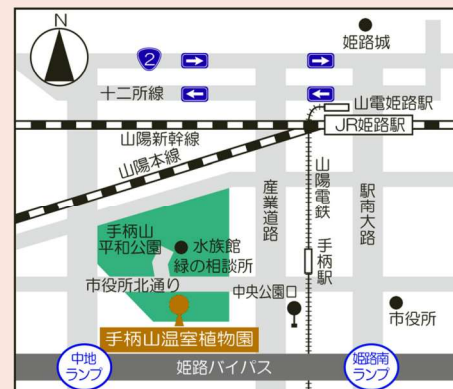 N
姫路城
2
十二所線
山電姫路駅
JR姫路駅
山陽新幹線
山陽本線
産業道路
山陽電鉄
手柄駅
駅南大路
手柄山
平和公園
水族館
緑の相談所
市役所北通り
中央公園口
市役所
手柄山温室植物園
中地
ランプ
姫路バイパス
姫路南
ランプ